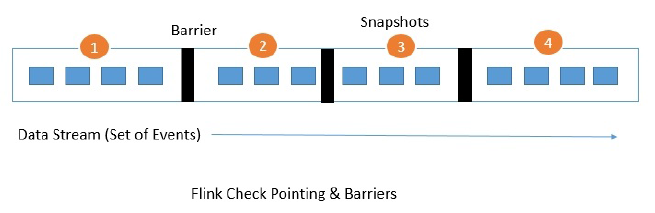 Snapshots
Barrier
1
2
3
4
Data Stream (Set of Events)
Flink Check Pointing & Barriers